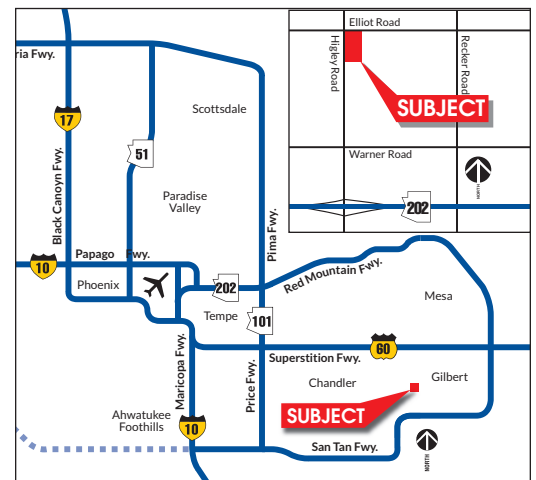 ria Fwy.
Scottsdale
17
51
Black Canoyn Fwy.
Paradise
Valley
Pima Fwy.
Papago Fwy.
10
Phoenix
202
Red Mountain Fwy.
Tempe
Mesa
101
Maricopa Fwy.
60
Superstition Fwy.
Price Fwy.
Chandler
Gilbert
SUBJECT
Ahwatukee
Foothills
10
San Tan Fwy.
NORTH
Elliot Road
Higley Road
Recker Road
SUBJECT
Warner Road
NORTH
202